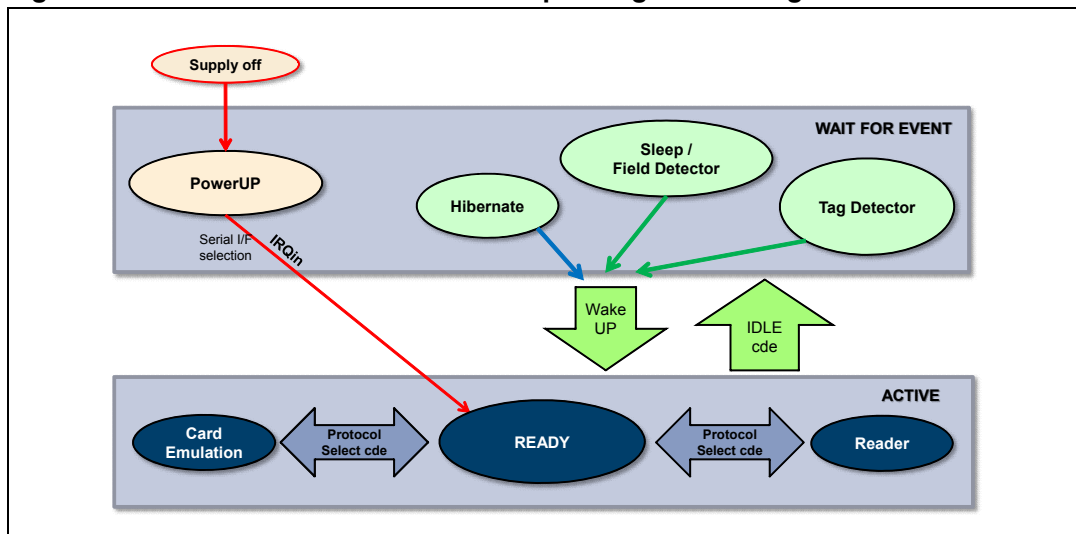 Supply off
WAIT FOR EVENT
Sleep /
Field Detector
PowerUP
Hibernate
Tag Detector
Serial I/F
selection
IRQin
Wake
UP
IDLE
cde
ACTIVE
Card
Emulation
Protocol
Select cde
READY
Protocol
Select cde
Reader